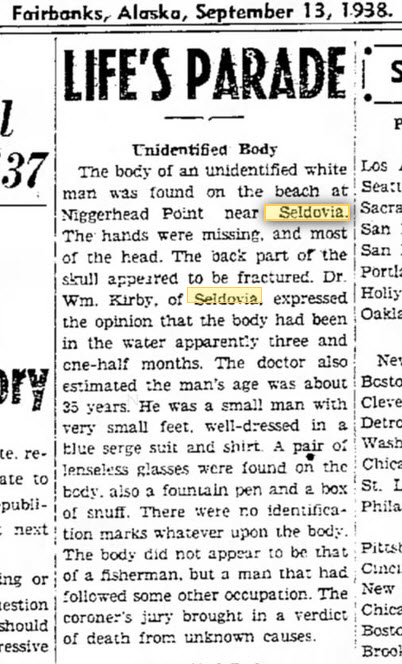 Fairbanks, Alaska, September 13, 1938.
LIFE'S PARADE
Unidentified Body
The body of an unidentified white
man was found on the beach at
Niggerhead Point near Seldovia.
The hands were missing, and most
of the head. The back part of the
skull appeared to be fractured. Dr.
Wm. Kirby, of Seldovia, expressed
the opinion that the body had been
in the water apparently three and
one-half months. The doctor also
estimated the man's age was about
35 years. He was a small man with
very small feet, well-dressed in a
blue serge suit and shirt. A pair of
lenseless glasses were found on the
body, also a fountain pen and a box
of snuff. There were no identifica-
tion marks whatever upon the body.
The body did not appear to be that
of a fisherman, but a man that had
followed some other occupation. The
coroner's jury brought in a verdict
of death from unknown causes.
l
37
ory
te, re-
ate to
epubli-
t next
ing or
uestion
should
ressive
S
P
Los A
Seatt
Sacra
San
San
Portla
Holly
Oakla
New
Bosto
Cleve
Detro
Wash
Chica
St. L
Phila
Pittsb
Cinci
New
Chica
Bosto
Brook